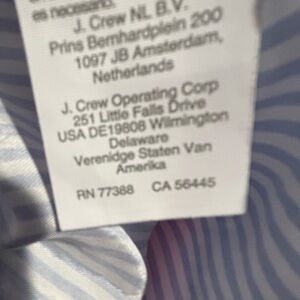 es necesario.
J. Crew NL B.V.
Prins Bernhardplein 200
1097 JB Amsterdam,
Netherlands
J. Crew Operating Corp
251 Little Falls Drive
USA DE19808 Wilmington
Delaware
Verenidge Staten Van
Amerika
RN 77388 CA 56445